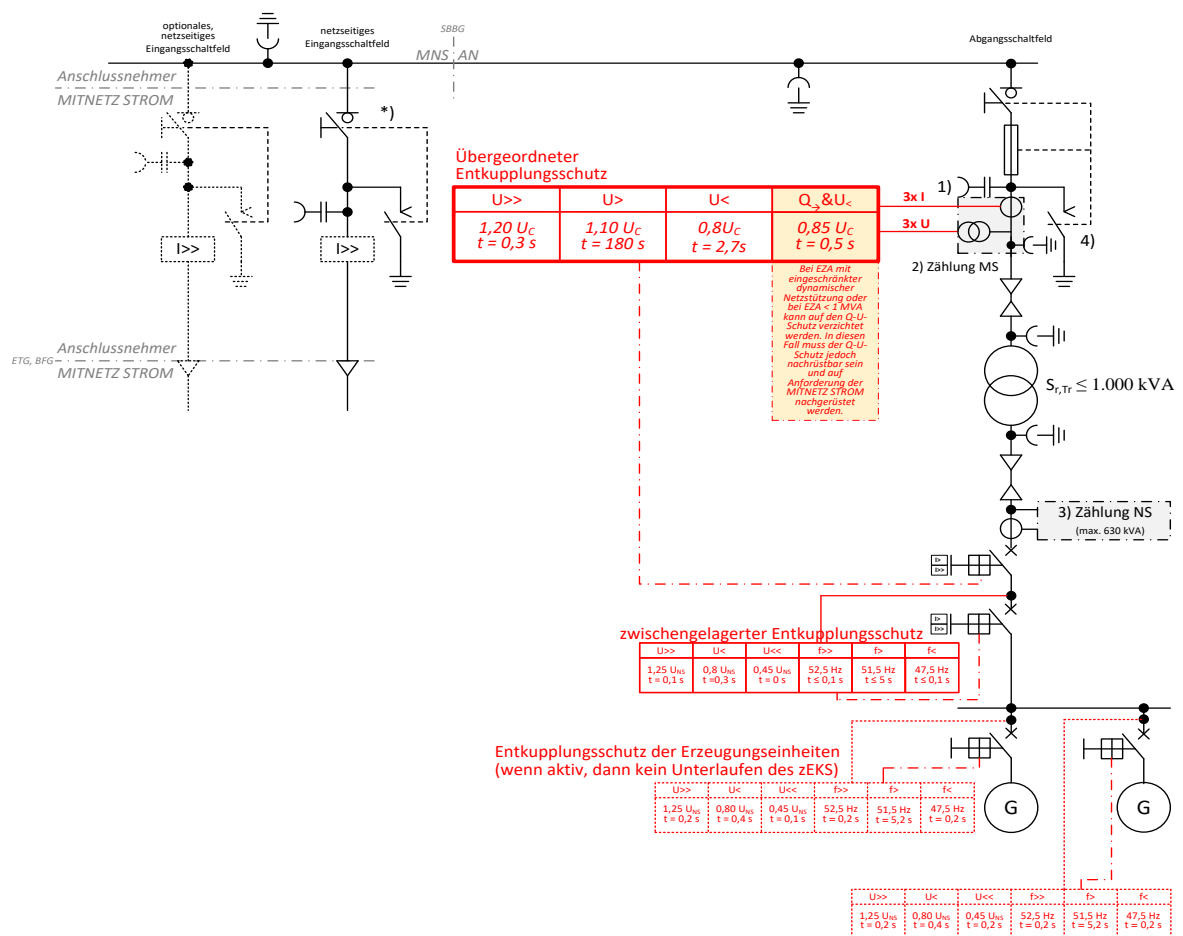 optionales,
netzseitiges
Eingangsschaltfeld
netzseitiges
Eingangsschaltfeld
SBBG
MNS AN
Abgangsschaltfeld
Anschlussnehmer
MITNETZ STROM
*)
I>>
I>>
Anschlussnehmer
ETG, BFG
MITNETZ STROM
Übergeordneter
Entkupplungsschutz
U>> U> U< Q→&U<
1,20 UC 1,10 UC 0,8UC 0,85 UC
t = 0,3 s t = 180 s t = 2,7s t = 0,5 s
Bei EZA mit
eingeschränkter
dynamischer
Netzstützung oder
bei EZA < 1 MVA
kann auf den Q-U-
Schutz verzichtet
werden. In diesen
Fall muss der Q-U-
Schutz jedoch
nachrüstbar sein
und auf
Anforderung der
MITNETZ STROM
nachgerüstet
werden.
3x I
3x U
1)
4)
2) Zählung MS
Sr,Tr ≤ 1.000 kVA
3) Zählung NS
(max. 630 kVA)
I>
I>>
I>
I>>
zwischengelagerter Entkupplungsschutz
U>> U< U<< f>> f> f<
1,25 UNS 0,8 UNS 0,45 UNS 52,5 Hz 51,5 Hz 47,5 Hz
t = 0,1 s t =0,3 s t = 0 s t ≤ 0,1 s t ≤ 5 s t ≤ 0,1 s
Entkupplungsschutz der Erzeugungseinheiten
(wenn aktiv, dann kein Unterlaufen des zEKS)
U>> U< U<< f>> f> f<
1,25 UNS 0,80 UNS 0,45 UNS 52,5 Hz 51,5 Hz 47,5 Hz
t = 0,2 s t = 0,4 s t = 0,1 s t = 0,2 s t = 5,2 s t = 0,2 s
G
G
U>> U< U<< f>> f> f<
1,25 UNS 0,80 UNS 0,45 UNS 52,5 Hz 51,5 Hz 47,5 Hz
t = 0,2 s t = 0,4 s t = 0,2 s t = 0,2 s t = 5,2 s t = 0,2 s